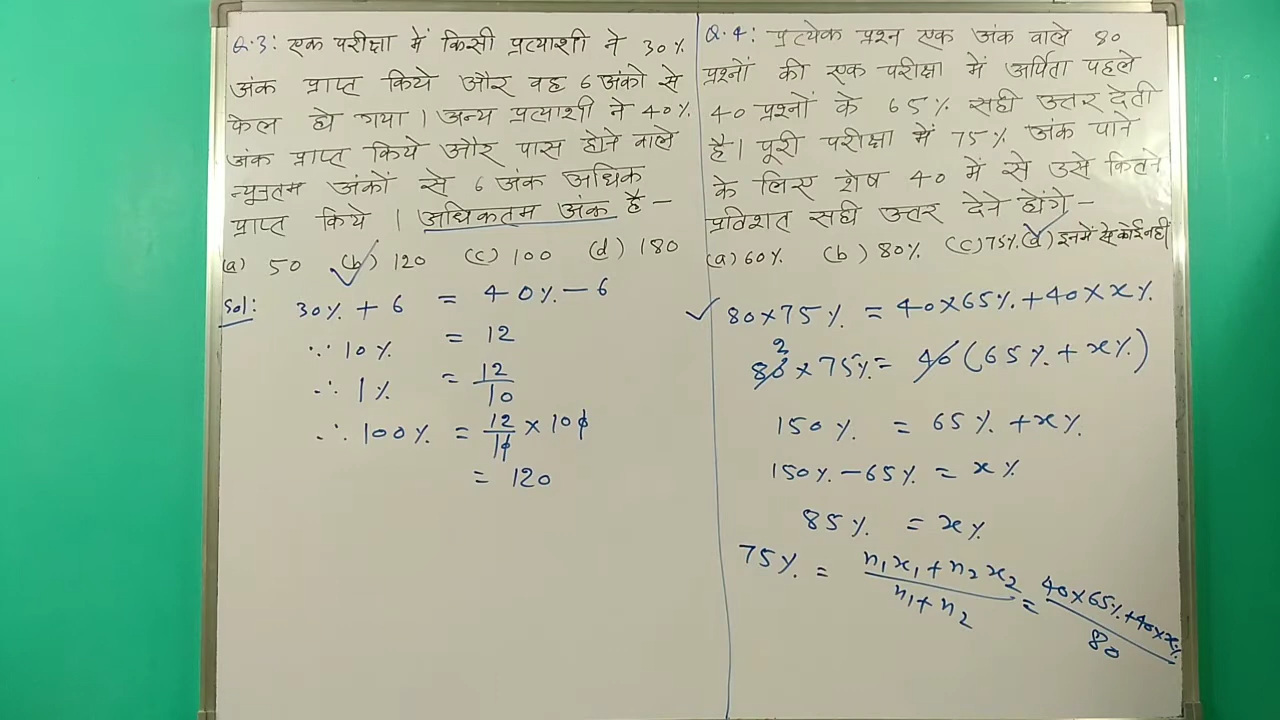 Q.3: एक परीक्षा में किसी प्रत्याशी ने 30%
अंक प्राप्त किये और वह 6 अंको से
फेल हो गया । अन्य प्रत्याशी ने 40%
अंक प्राप्त किये और पास होने वाले
न्यूनतम अंकों से 6 अंक अधिक
प्राप्त किये । अधिकतम अंक है –
(a) 50 (b) 120 (c) 100 (d) 180
Sol:
30% + 6 = 40% – 6
∵ 10% = 12
∴ 1% = 12/10
∴ 100% = 12/10 × 100
= 120
Q.4: प्रत्येक प्रश्न एक अंक वाले 80
प्रश्नों की एक परीक्षा में अर्पिता पहले
40 प्रश्नों के 65% सही उत्तर देती
है। पूरी परीक्षा में 75% अंक पाने
के लिए शेष 40 में से उसे कितने
प्रतिशत सही उत्तर देने होंगे –
(a) 60% (b) 80% (c) 75% (d) इनमें से कोई नहीं
80×75% = 40×65% + 40×x%
2
80 × 75% = 40 (65% + x%)
150% = 65% + x%
150% – 65% = x%
85% = x%
75% = n₁x₁ + n₂x₂ / n₁ + n₂ = 40×65% + 40×x% / 80